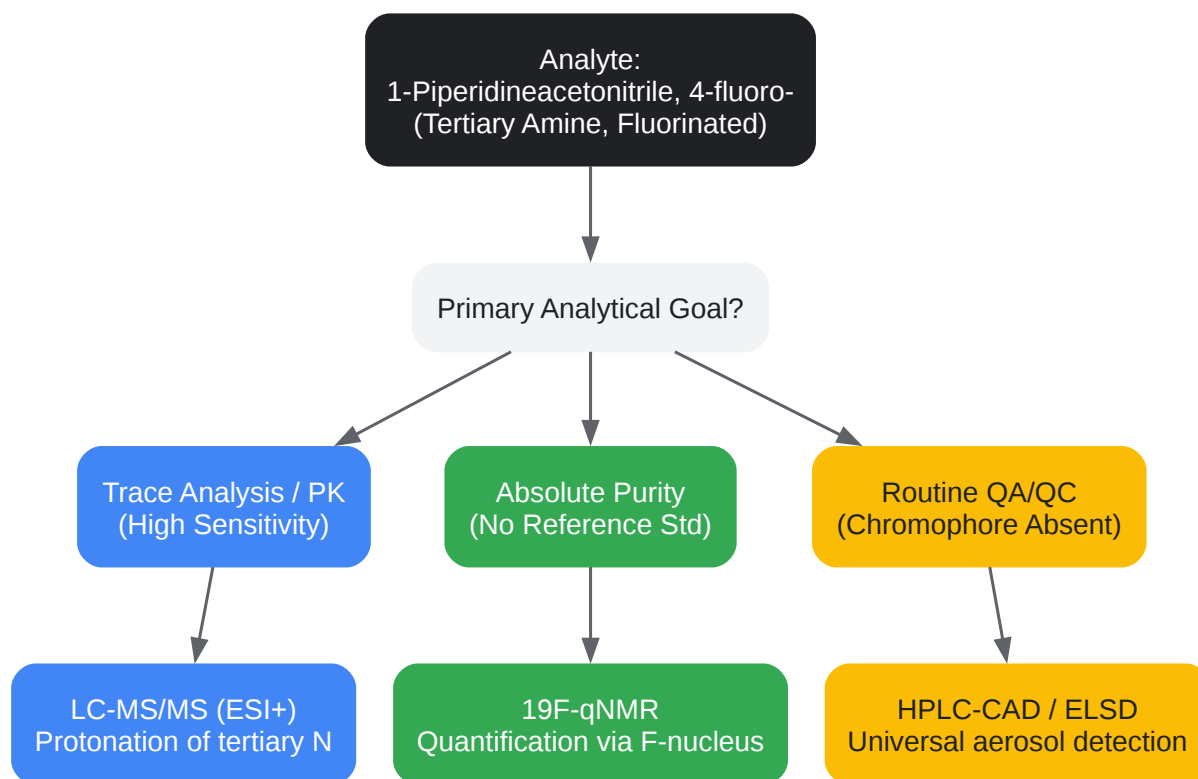 Analyte:
1-Piperidineacetonitrile, 4-fluoro-
(Tertiary Amine, Fluorinated)
Primary Analytical Goal?
Trace Analysis / PK
(High Sensitivity)
Absolute Purity
(No Reference Std)
Routine QA/QC
(Chromophore Absent)
LC-MS/MS (ESI+)
Protonation of tertiary N
19F-qNMR
Quantification via F-nucleus
HPLC-CAD / ELSD
Universal aerosol detection